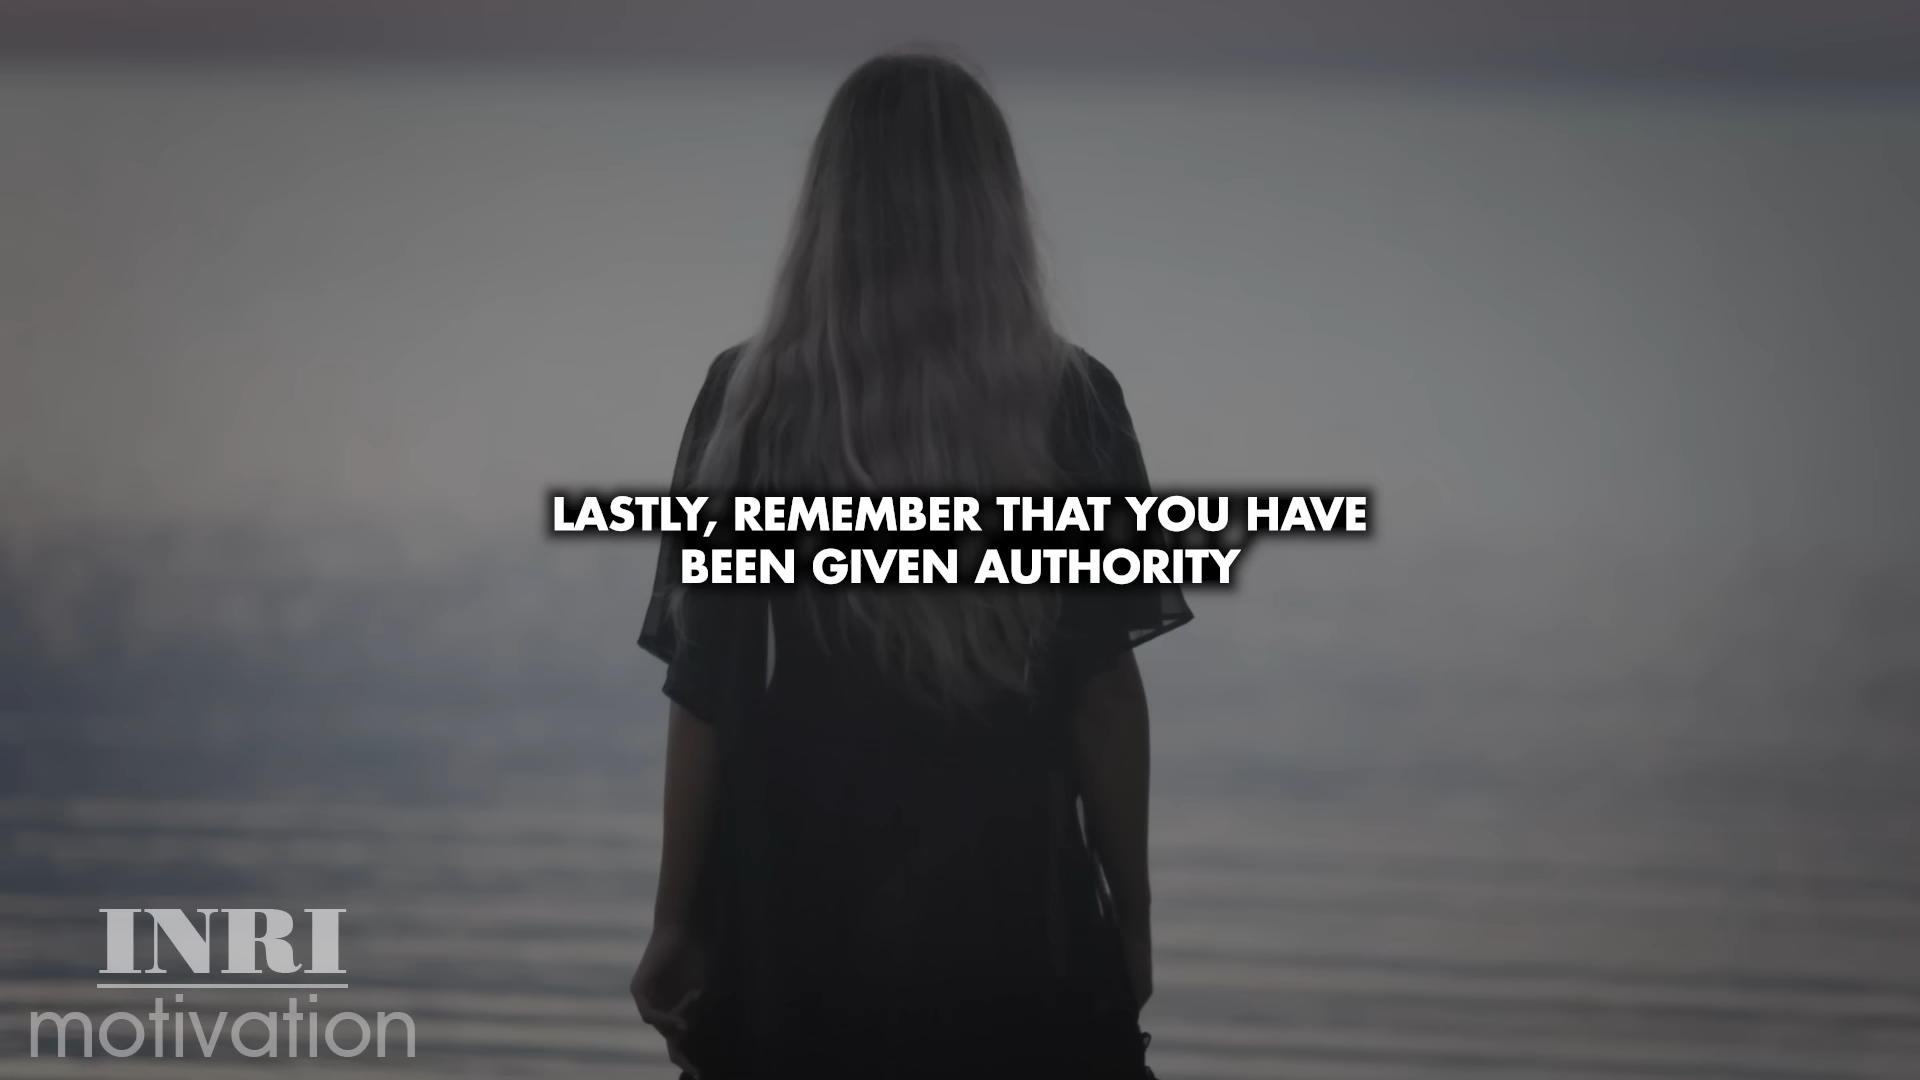 LASTLY, REMEMBER THAT YOU HAVE
BEEN GIVEN AUTHORITY
INRI
motivation